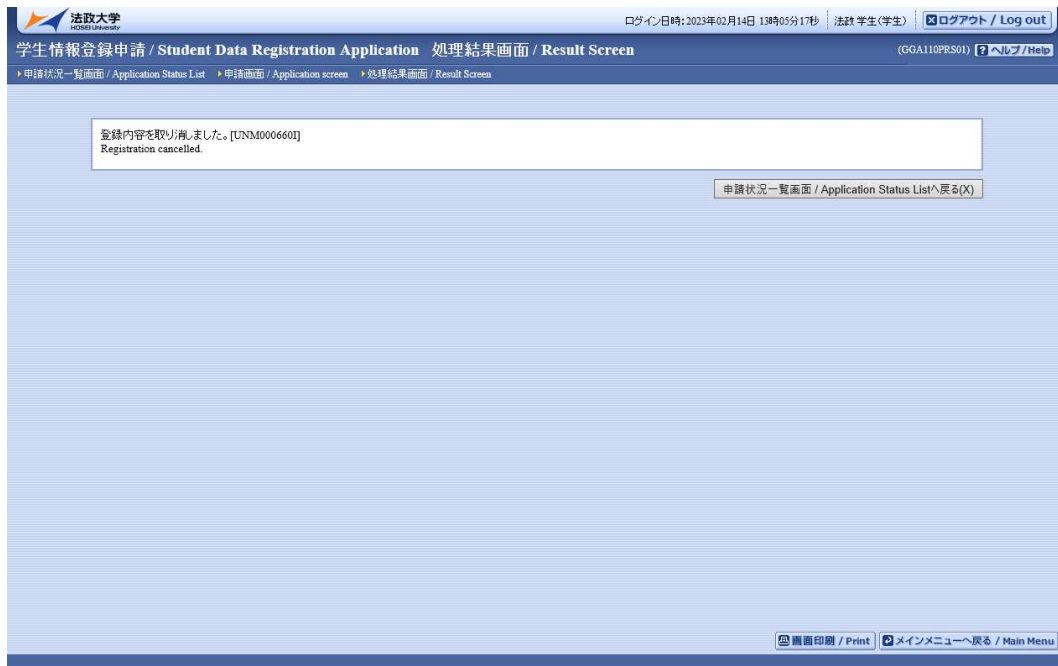 法政大学
HOSEI University
ログイン日時:2023年02月14日 13時05分17秒 法政 学生(学生) ログアウト / Log out
学生情報登録申請 / Student Data Registration Application 処理結果画面 / Result Screen (GGA110PRS01) ヘルプ/Help
申請状況一覧画面 / Application Status List 申請画面 / Application screen 処理結果画面 / Result Screen
登録内容を取り消しました。[UNM000660I]
Registration cancelled.
申請状況一覧画面 / Application Status Listへ戻る(X)
画面印刷 / Print メインメニューへ戻る / Main Menu